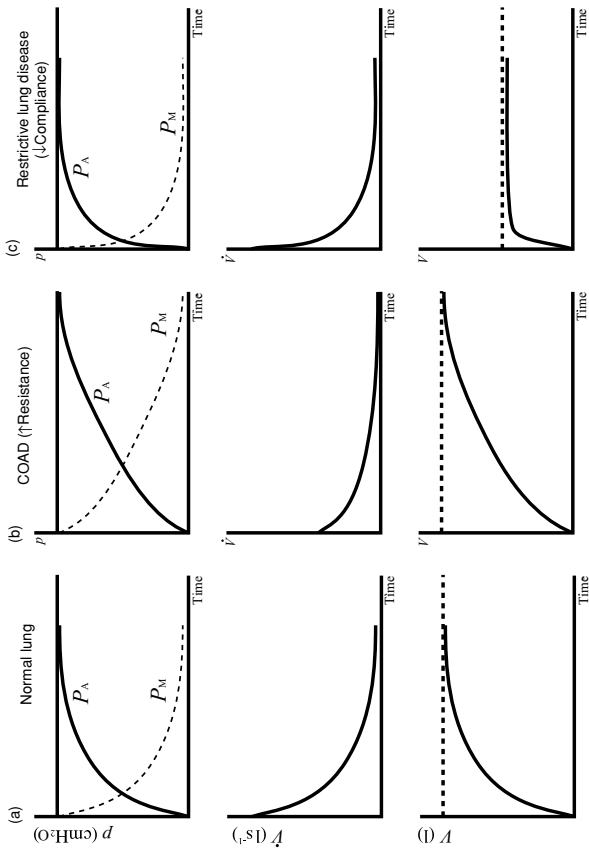 (a)
Normal lung
p (cmH₂O)
P_A
P_M
Time
V̇ (ls⁻¹)
Time
V (l)
Time
(b)
COAD (↑Resistance)
p
P_A
P_M
Time
V̇
Time
V
Time
(c)
Restrictive lung disease
(↓Compliance)
p
P_A
P_M
Time
V̇
Time
V
Time